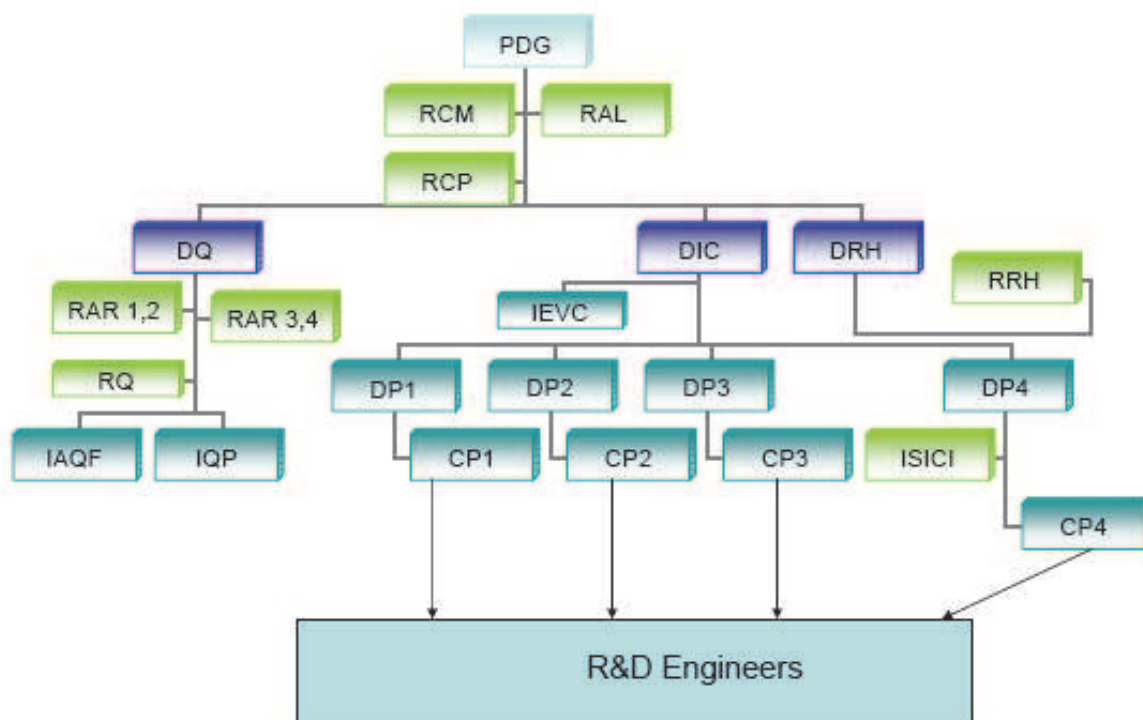 PDG
RCM
RAL
RCP
DQ
DIC
DRH
RRH
RAR 1,2
RAR 3,4
IEVC
RQ
DP1
DP2
DP3
DP4
IAQF
IQP
CP1
CP2
CP3
ISICI
CP4
R&D Engineers